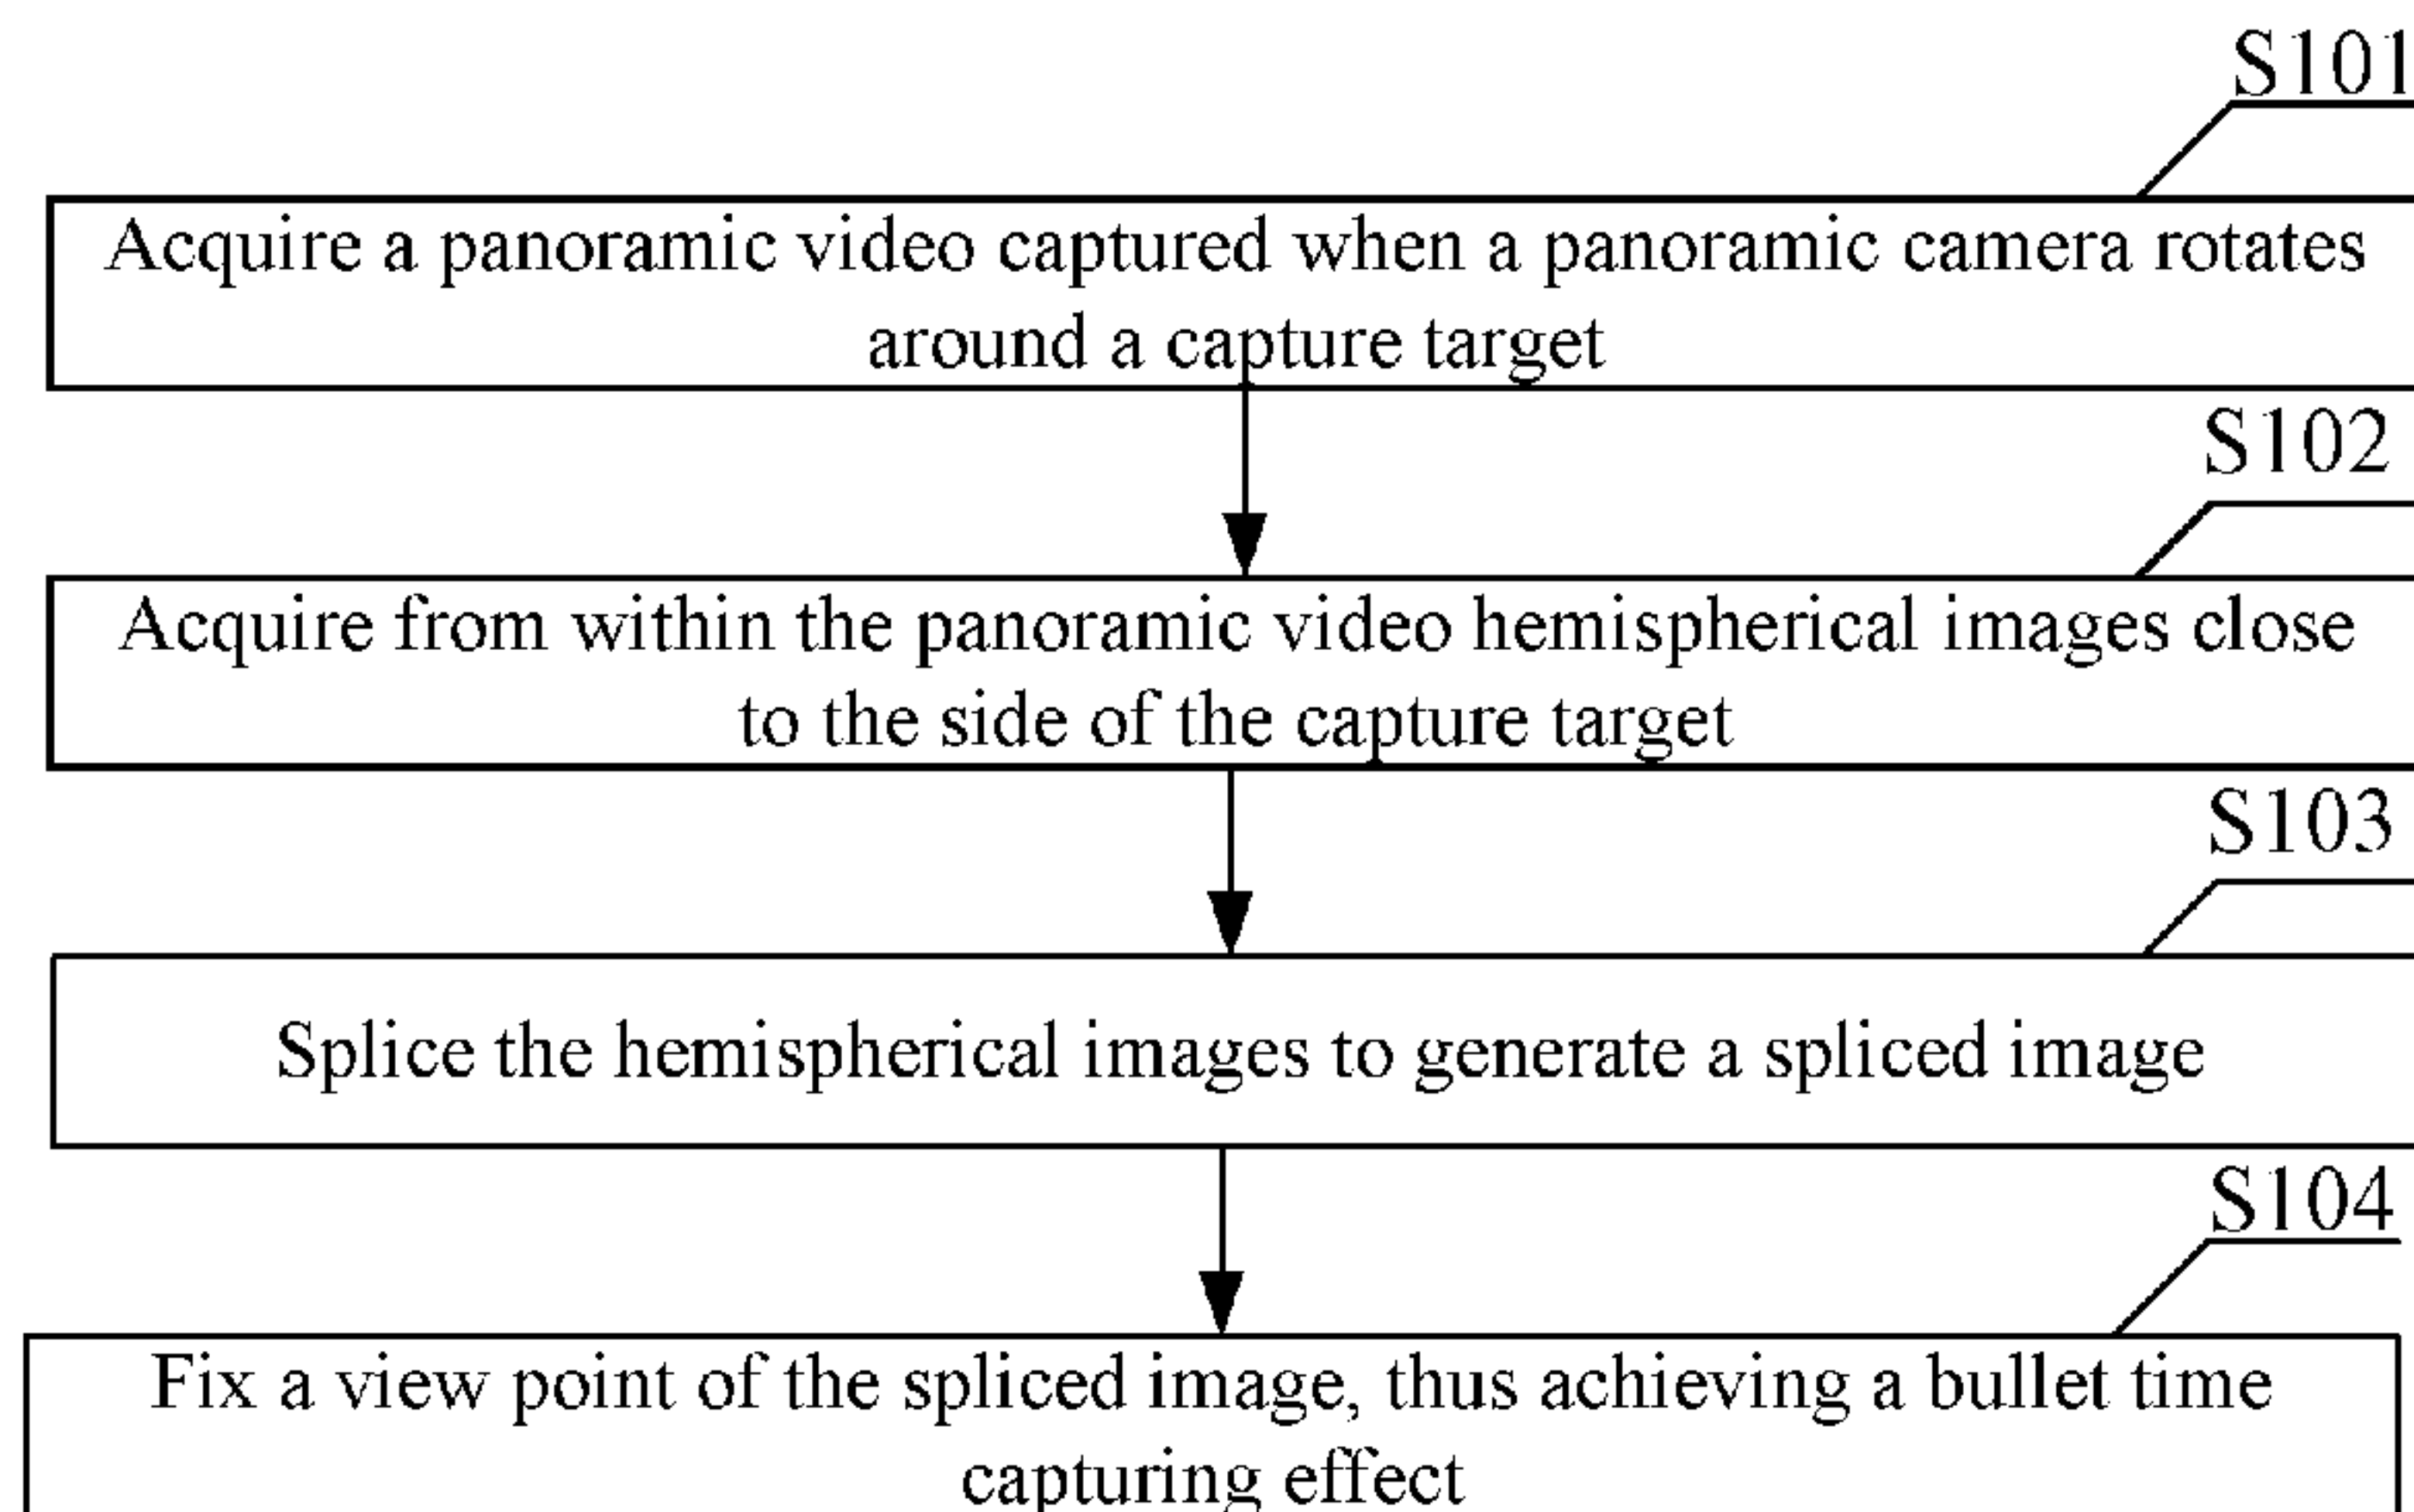 S101
Acquire a panoramic video captured when a panoramic camera rotates
around a capture target
S102
Acquire from within the panoramic video hemispherical images close
to the side of the capture target
S103
Splice the hemispherical images to generate a spliced image
S104
Fix a view point of the spliced image, thus achieving a bullet time
capturing effect